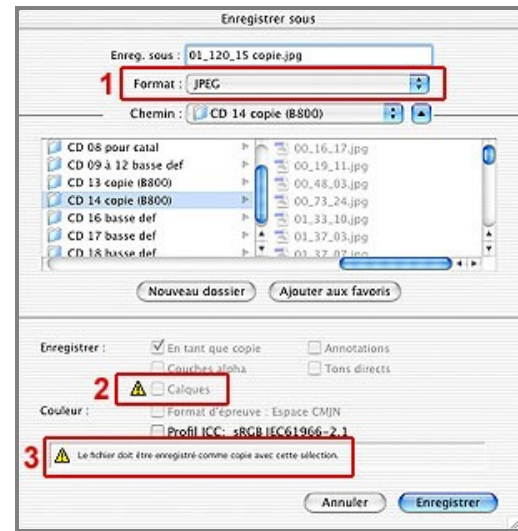 Enregistrer sous
Enreg. sous : 01_120_15 copie.jpg
1 Format : JPEG
Chemin : CD 14 copie (B800)
CD 08 pour catal 00_16_17.jpg
CD 09 à 12 basse def 00_19_11.jpg
CD 13 copie (B800) 00_48_03.jpg
CD 14 copie (B800) 00_73_24.jpg
CD 16 basse def 01_33_10.jpg
CD 17 basse def 01_37_03.jpg
CD 18 basse def 01_37_07.jpg
Nouveau dossier Ajouter aux favoris
Enregistrer : En tant que copie Annotations
Couches alpha Tons directs
2 Calques
Couleur : Format d'épreuve : Espace CMJN
Profil ICC: sRGB IEC61966-2.1
3 Le fichier doit être enregistré comme copie avec cette sélection.
Annuler Enregistrer